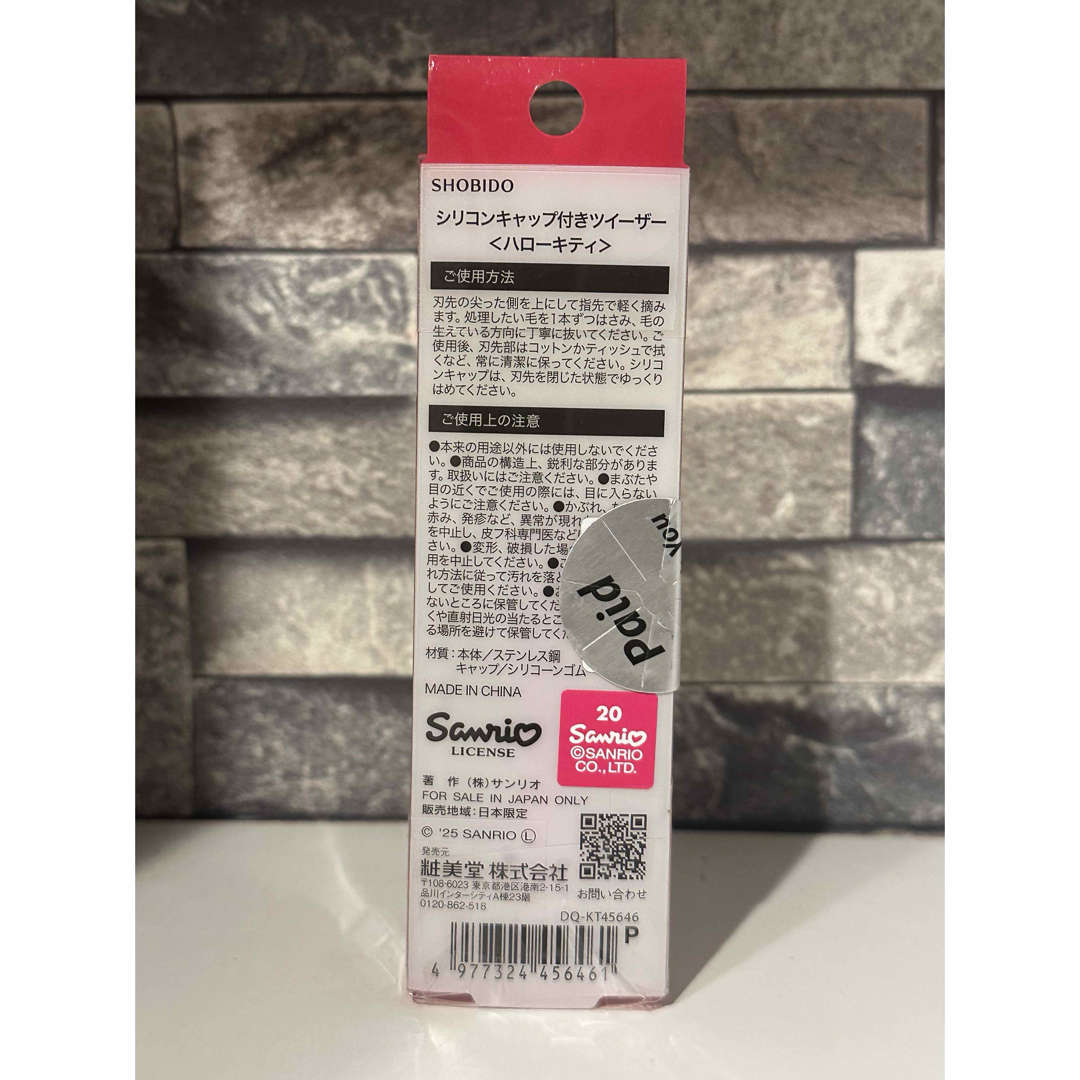 SHOBIDO
シリコンキャップ付きツイーザー
＜ハローキティ＞
ご使用方法
刃先の尖った側を上にして指先で軽く摘み
ます。処理したい毛を1本ずつはさみ、毛の
生えている方向に丁寧に抜いてください。ご
使用後、刃先部はコットンかティッシュで拭
くなど、常に清潔に保ってください。シリコ
ンキャップは、刃先を閉じた状態でゆっくり
はめてください。
ご使用上の注意
●本来の用途以外には使用しないでくださ
い。●商品の構造上、鋭利な部分がありま
す。取扱いにはご注意ください。●まぶたや
目の近くでご使用の際には、目に入らない
ようにご注意ください。●かぶれ、
赤み、発疹など、異常が現れ
を中止し、皮フ科専門医など
さい。●変形、破損した場
用を中止してください。●
れ方法に従って汚れを落と
してご使用ください。●
ないところに保管してくだ
くや直射日光の当たるとこ
る場所を避けて保管してく
材質：本体／ステンレス鋼
キャップ／シリコーンゴム
MADE IN CHINA
Paid
You
Sanrio
LICENSE
20
Sanrio
©SANRIO
CO.,LTD.
著 作 (株)サンリオ
FOR SALE IN JAPAN ONLY
販売地域：日本限定
© '25 SANRIO Ⓛ
発売元
粧美堂 株式会社
〒108-6023 東京都港区港南2-15-1
品川インターシティA棟23階
0120-862-518
お問い合わせ
DQ-KT45646
P
4 977324 456461